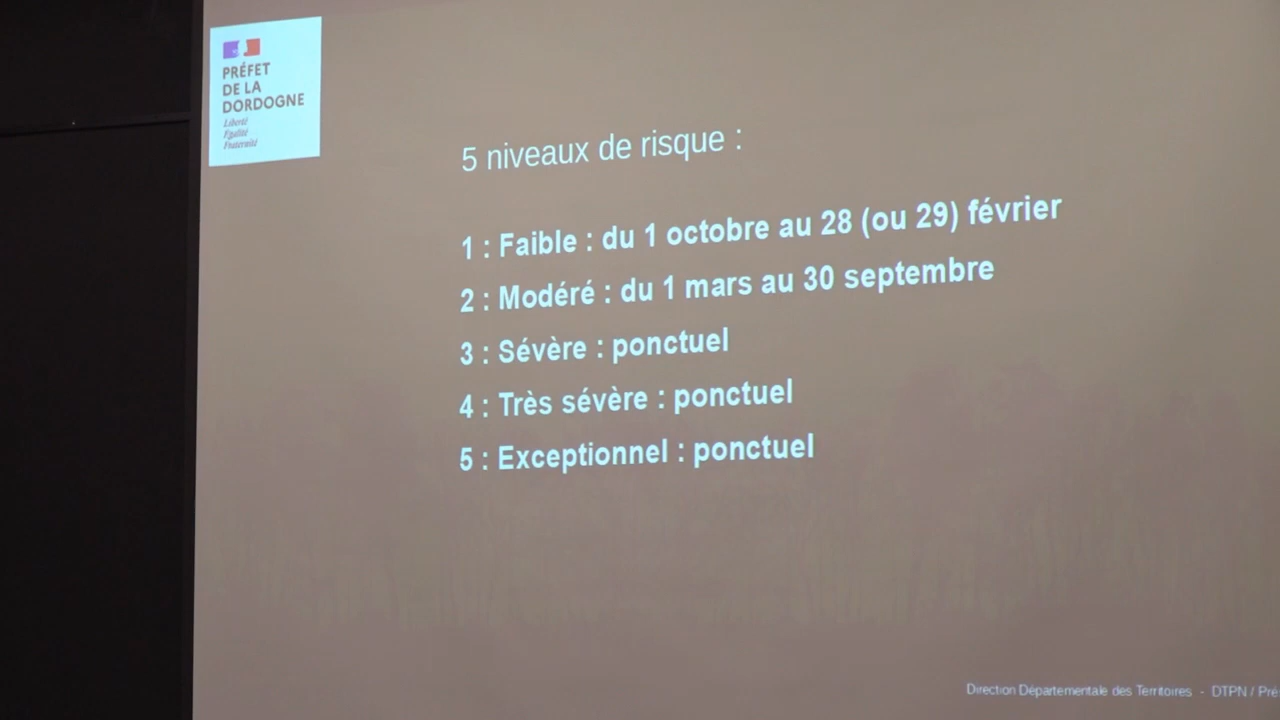 PRÉFET
DE LA
DORDOGNE
Liberté
Égalité
Fraternité
5 niveaux de risque :
1 : Faible : du 1 octobre au 28 (ou 29) février
2 : Modéré : du 1 mars au 30 septembre
3 : Sévère : ponctuel
4 : Très sévère : ponctuel
5 : Exceptionnel : ponctuel
Direction Départementale des Territoires - DTPN / Pré